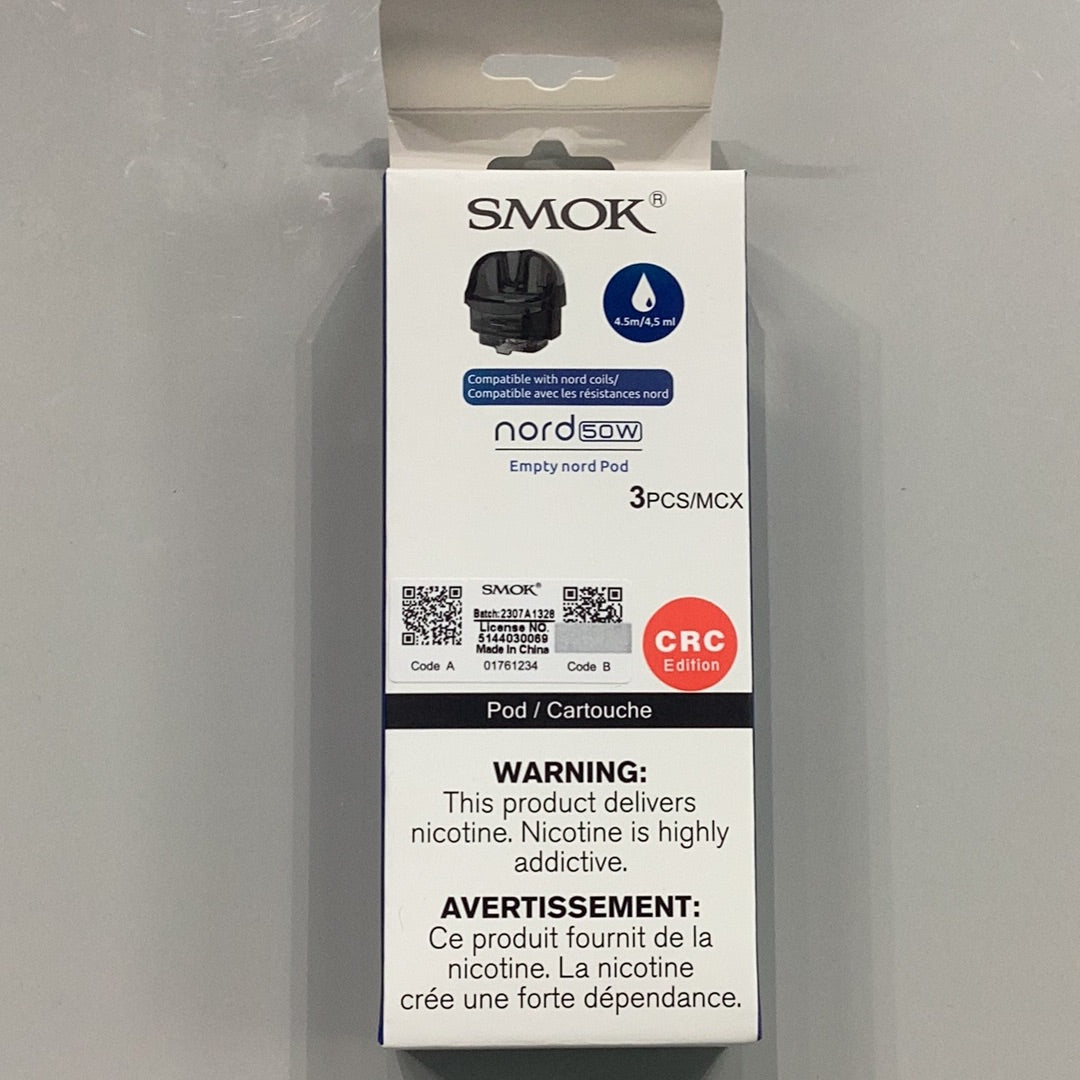 SMOK®
4.5m/4,5 ml
Compatible with nord coils/
Compatible avec les résistances nord
nord 50W
Empty nord Pod
3PCS/MCX
SMOK®
Batch:2307A1328
License NO.
5144030069
Made In China
Code A 01761234 Code B
CRC
Edition
Pod / Cartouche
WARNING:
This product delivers
nicotine. Nicotine is highly
addictive.
AVERTISSEMENT:
Ce produit fournit de la
nicotine. La nicotine
crée une forte dépendance.